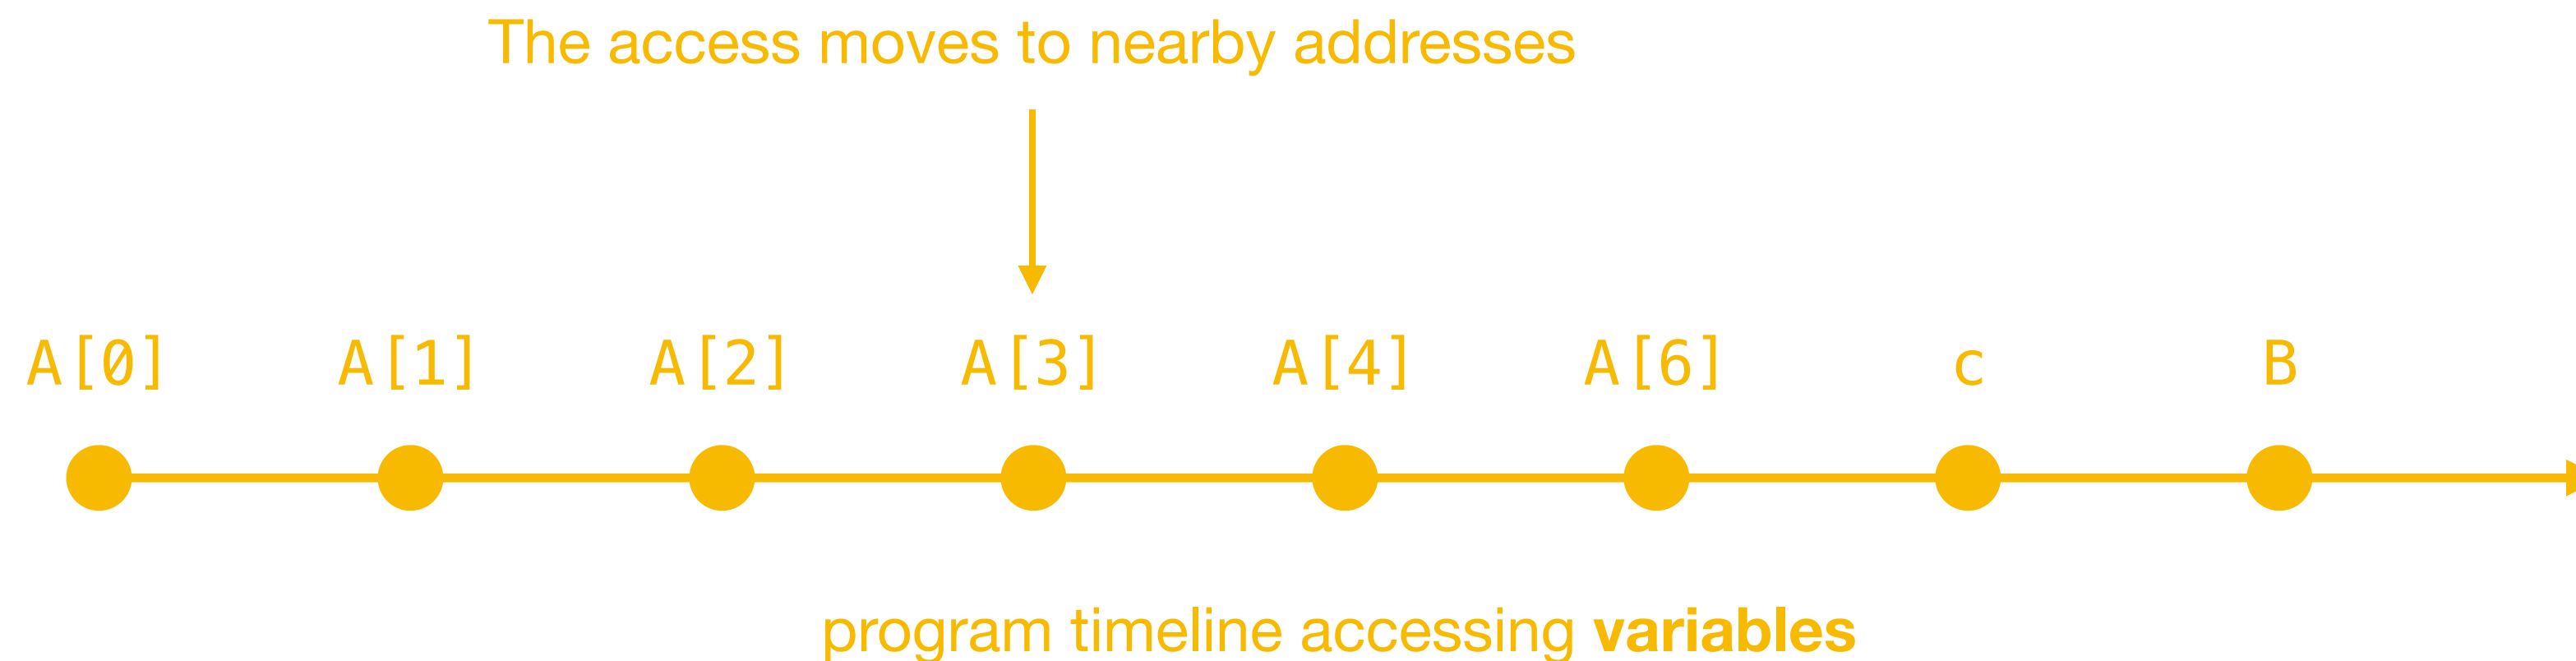 The access moves to nearby addresses
A[0] A[1] A[2] A[3] A[4] A[6] c B
program timeline accessing variables